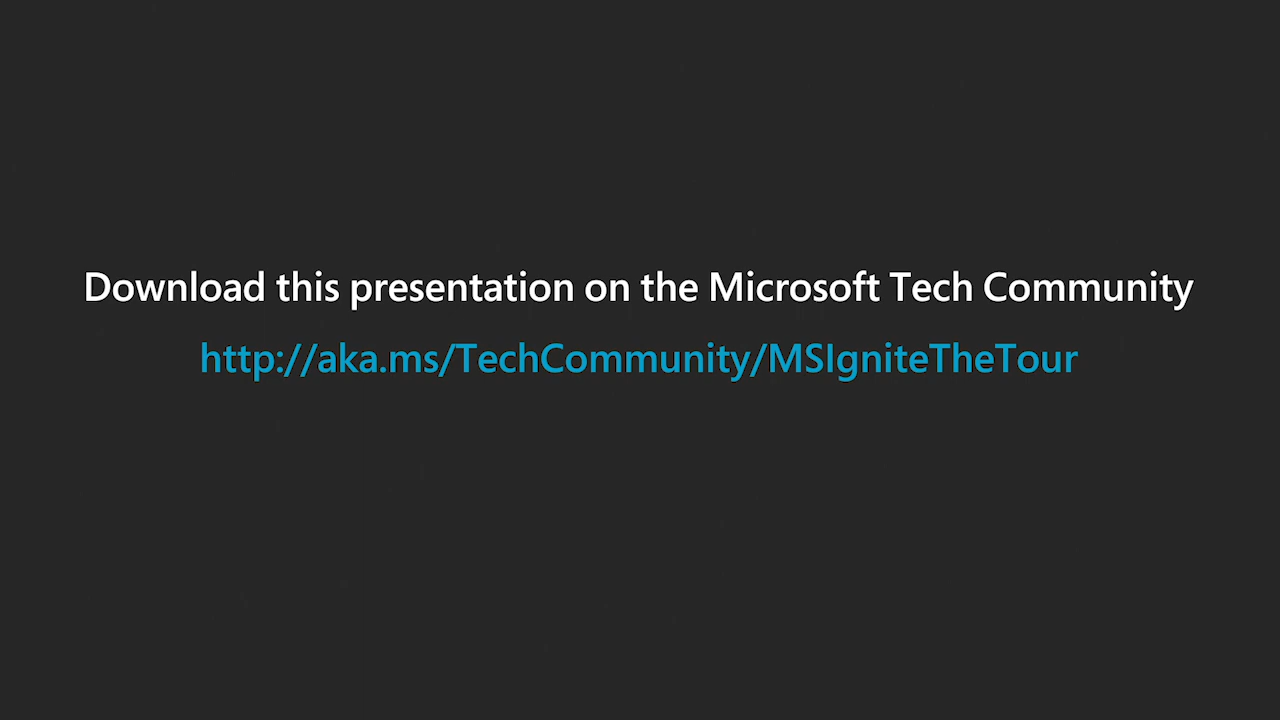 Download this presentation on the Microsoft Tech Community
http://aka.ms/TechCommunity/MSIgniteTheTour